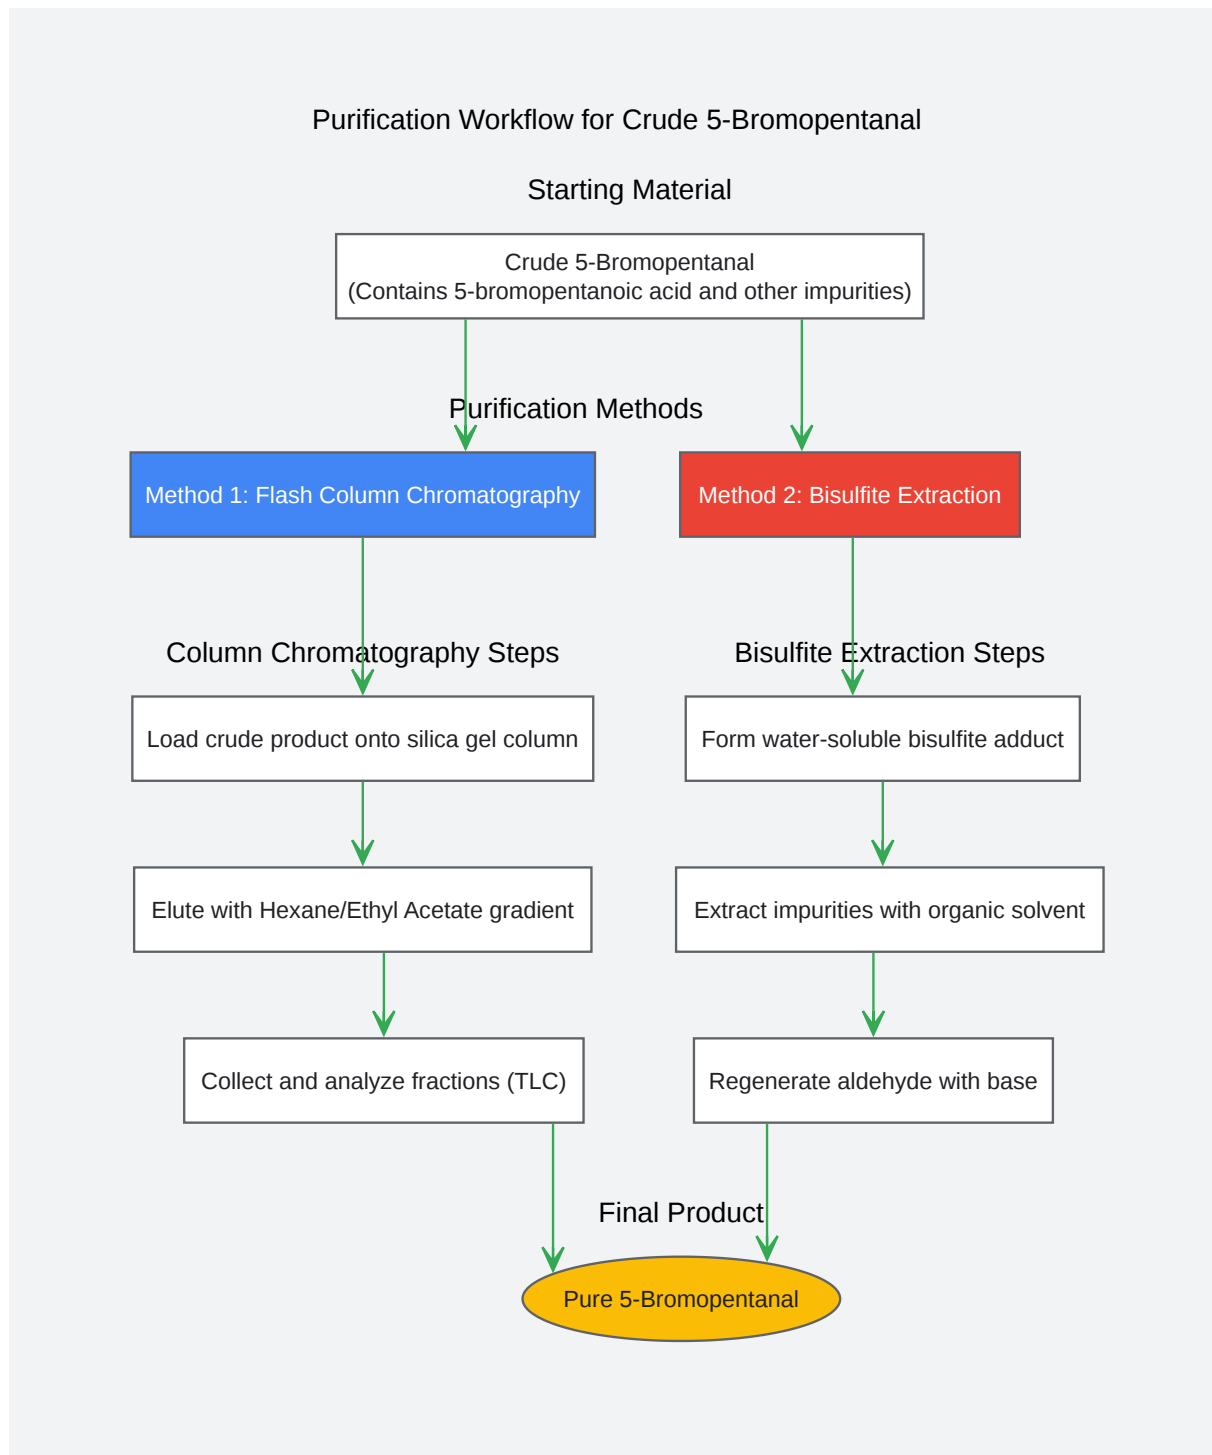 Purification Workflow for Crude 5-Bromopentanal
Starting Material
Crude 5-Bromopentanal
(Contains 5-bromopentanoic acid and other impurities)
Purification Methods
Method 1: Flash Column Chromatography
Method 2: Bisulfite Extraction
Column Chromatography Steps
Bisulfite Extraction Steps
Load crude product onto silica gel column
Form water-soluble bisulfite adduct
Elute with Hexane/Ethyl Acetate gradient
Extract impurities with organic solvent
Collect and analyze fractions (TLC)
Regenerate aldehyde with base
Final Product
Pure 5-Bromopentanal